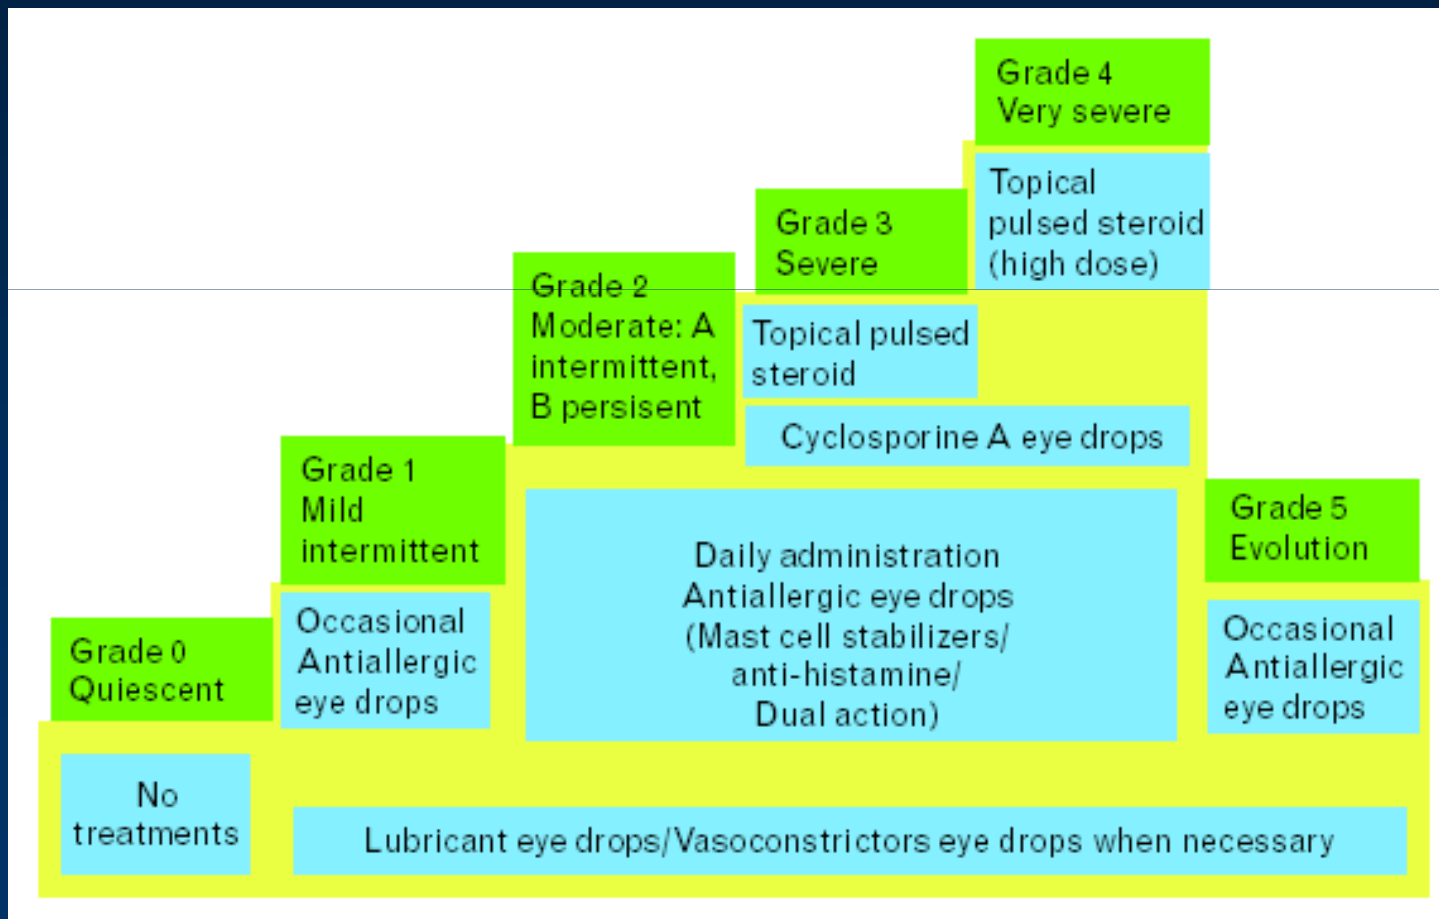 Grade 4
Very severe
Topical
pulsed steroid
(high dose)
Grade 3
Severe
Topical pulsed
steroid
Cyclosporine A eye drops
Grade 2
Moderate: A
intermittent,
B persisent
Daily administration
Antiallergic eye drops
(Mast cell stabilizers/
anti-histamine/
Dual action)
Grade 1
Mild
intermittent
Occasional
Antiallergic
eye drops
Grade 5
Evolution
Occasional
Antiallergic
eye drops
Grade 0
Quiescent
No
treatments
Lubricant eye drops/Vasoconstrictors eye drops when necessary